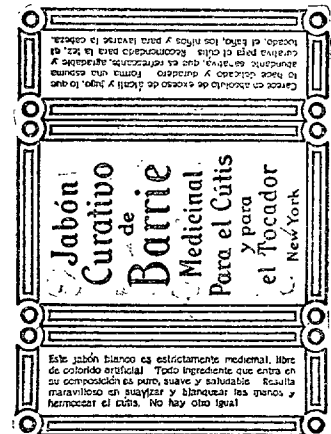 Carece en absoluto de exceso de álcali y jugo, lo que
lo hace delicado y duradero Forma una espuma
abundante sanativa, que es refrescante, agradable y
curativa para el cutis Recomendado para la tez, el
tocado, el baño, los niños y para lavarse la cabeza.
Jabón
Curativo
de
Barrie
Medicinal
Para el Cútis
y para
el Tocador
New York
Este jabón blanco es estrictamente medicinal, libre
de colorido artificial Todo ingrediente que entra en
su composición es puro, suave y saludable Resulta
maravilloso en suavizar y blanquear las manos y
hermosear el cútis. No hay otro igual